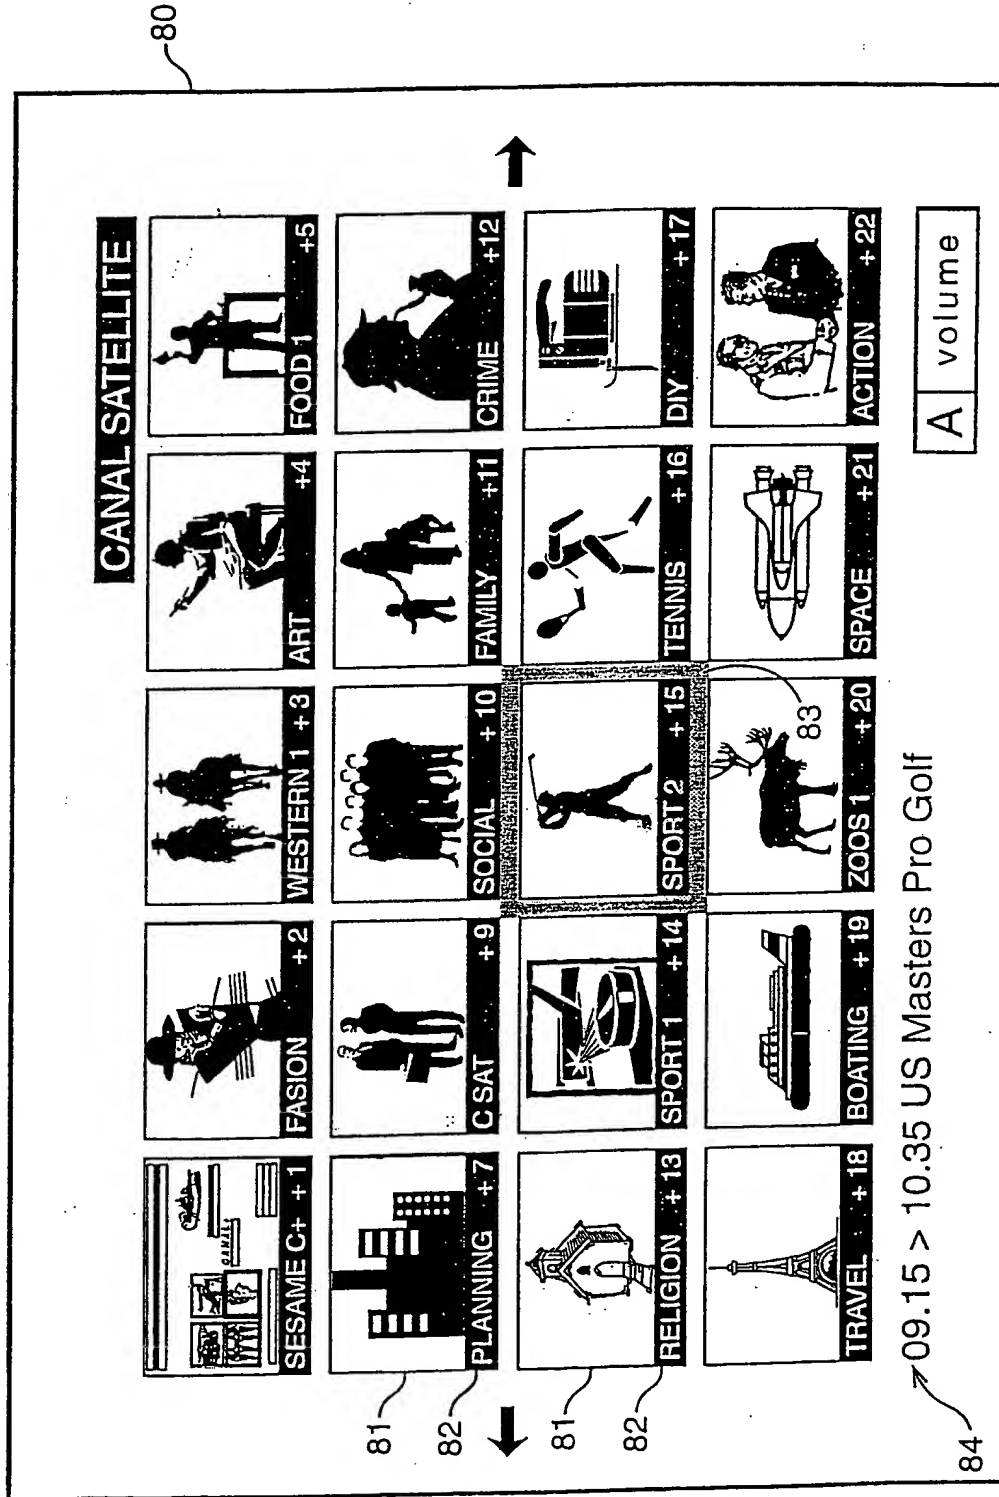 80
CANAL SATELLITE
SESAME C+ +1
FASION +2
WESTERN 1 +3
ART +4
FOOD 1 +5
CANAL+
81
82
PLANNING +7
C SAT +9
SOCIAL +10
FAMILY +11
CRIME +12
81
82
RELIGION +13
SPORT 1 +14
SPORT 2 +15
TENNIS +16
DIY +17
83
TRAVEL +18
BOATING +19
ZOOS 1 +20
SPACE +21
ACTION +22
84
09.15 > 10.35 US Masters Pro Golf
A volume